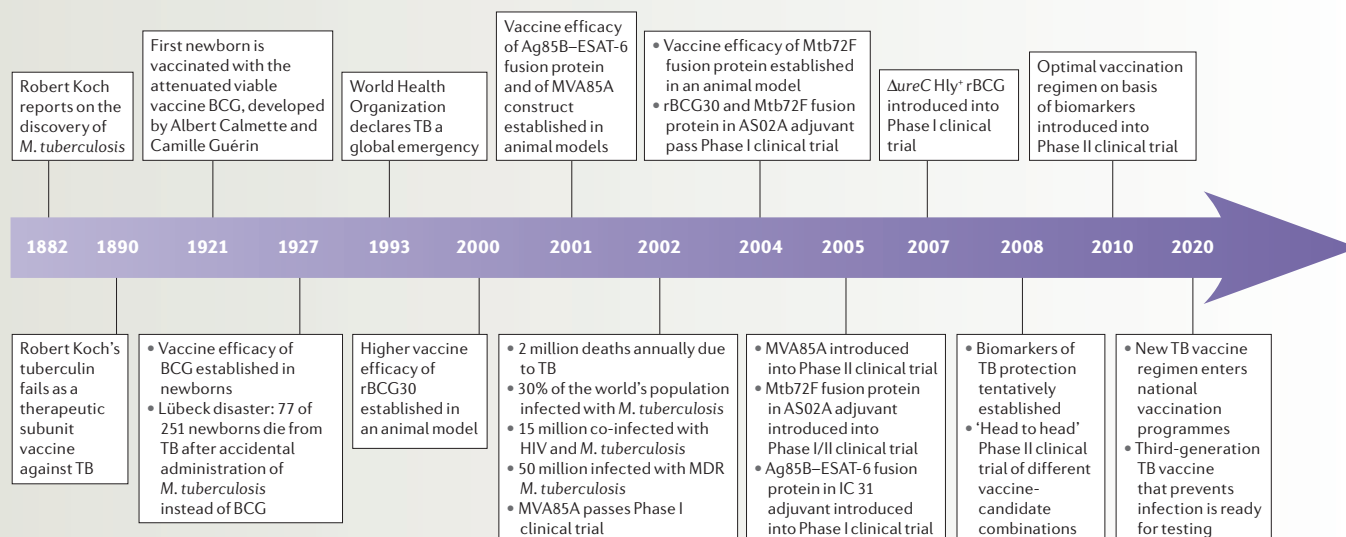 Robert Koch
reports on the
discovery of
M. tuberculosis
First newborn is
vaccinated with the
attenuated viable
vaccine BCG, developed
by Albert Calmette and
Camille Guérin
World Health
Organization
declares TB a
global emergency
Vaccine efficacy
of Ag85B–ESAT-6
fusion protein
and of MVA85A
construct
established in
animal models
• Vaccine efficacy of Mtb72F
fusion protein established
in an animal model
• rBCG30 and Mtb72F fusion
protein in AS02A adjuvant
pass Phase I clinical trial
ΔureC Hly⁺ rBCG
introduced into
Phase I clinical
trial
Optimal vaccination
regimen on basis
of biomarkers
introduced into
Phase II clinical trial
1882 1890 1921 1927 1993 2000 2001 2002 2004 2005 2007 2008 2010 2020
Robert Koch's
tuberculin
fails as a
therapeutic
subunit
vaccine
against TB
• Vaccine efficacy of
BCG established in
newborns
• Lübeck disaster: 77 of
251 newborns die from
TB after accidental
administration of
M. tuberculosis
instead of BCG
Higher vaccine
efficacy of
rBCG30
established in
an animal model
• 2 million deaths annually due
to TB
• 30% of the world's population
infected with M. tuberculosis
• 15 million co-infected with
HIV and M. tuberculosis
• 50 million infected with MDR
M. tuberculosis
• MVA85A passes Phase I
clinical trial
• MVA85A introduced
into Phase II clinical trial
• Mtb72F fusion protein
in AS02A adjuvant
introduced into
Phase I/II clinical trial
• Ag85B–ESAT-6 fusion
protein in IC 31
adjuvant introduced
into Phase I clinical trial
• Biomarkers of
TB protection
tentatively
established
• 'Head to head'
Phase II clinical
trial of different
vaccine-
candidate
combinations
• New TB vaccine
regimen enters
national
vaccination
programmes
• Third-generation
TB vaccine
that prevents
infection is ready
for testing